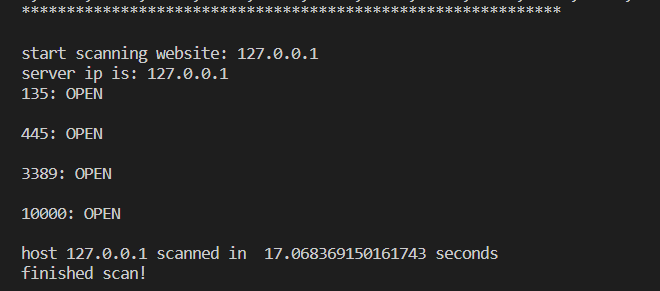 ************************************************************
start scanning website: 127.0.0.1
server ip is: 127.0.0.1
135: OPEN
445: OPEN
3389: OPEN
10000: OPEN
host 127.0.0.1 scanned in  17.068369150161743 seconds
finished scan!